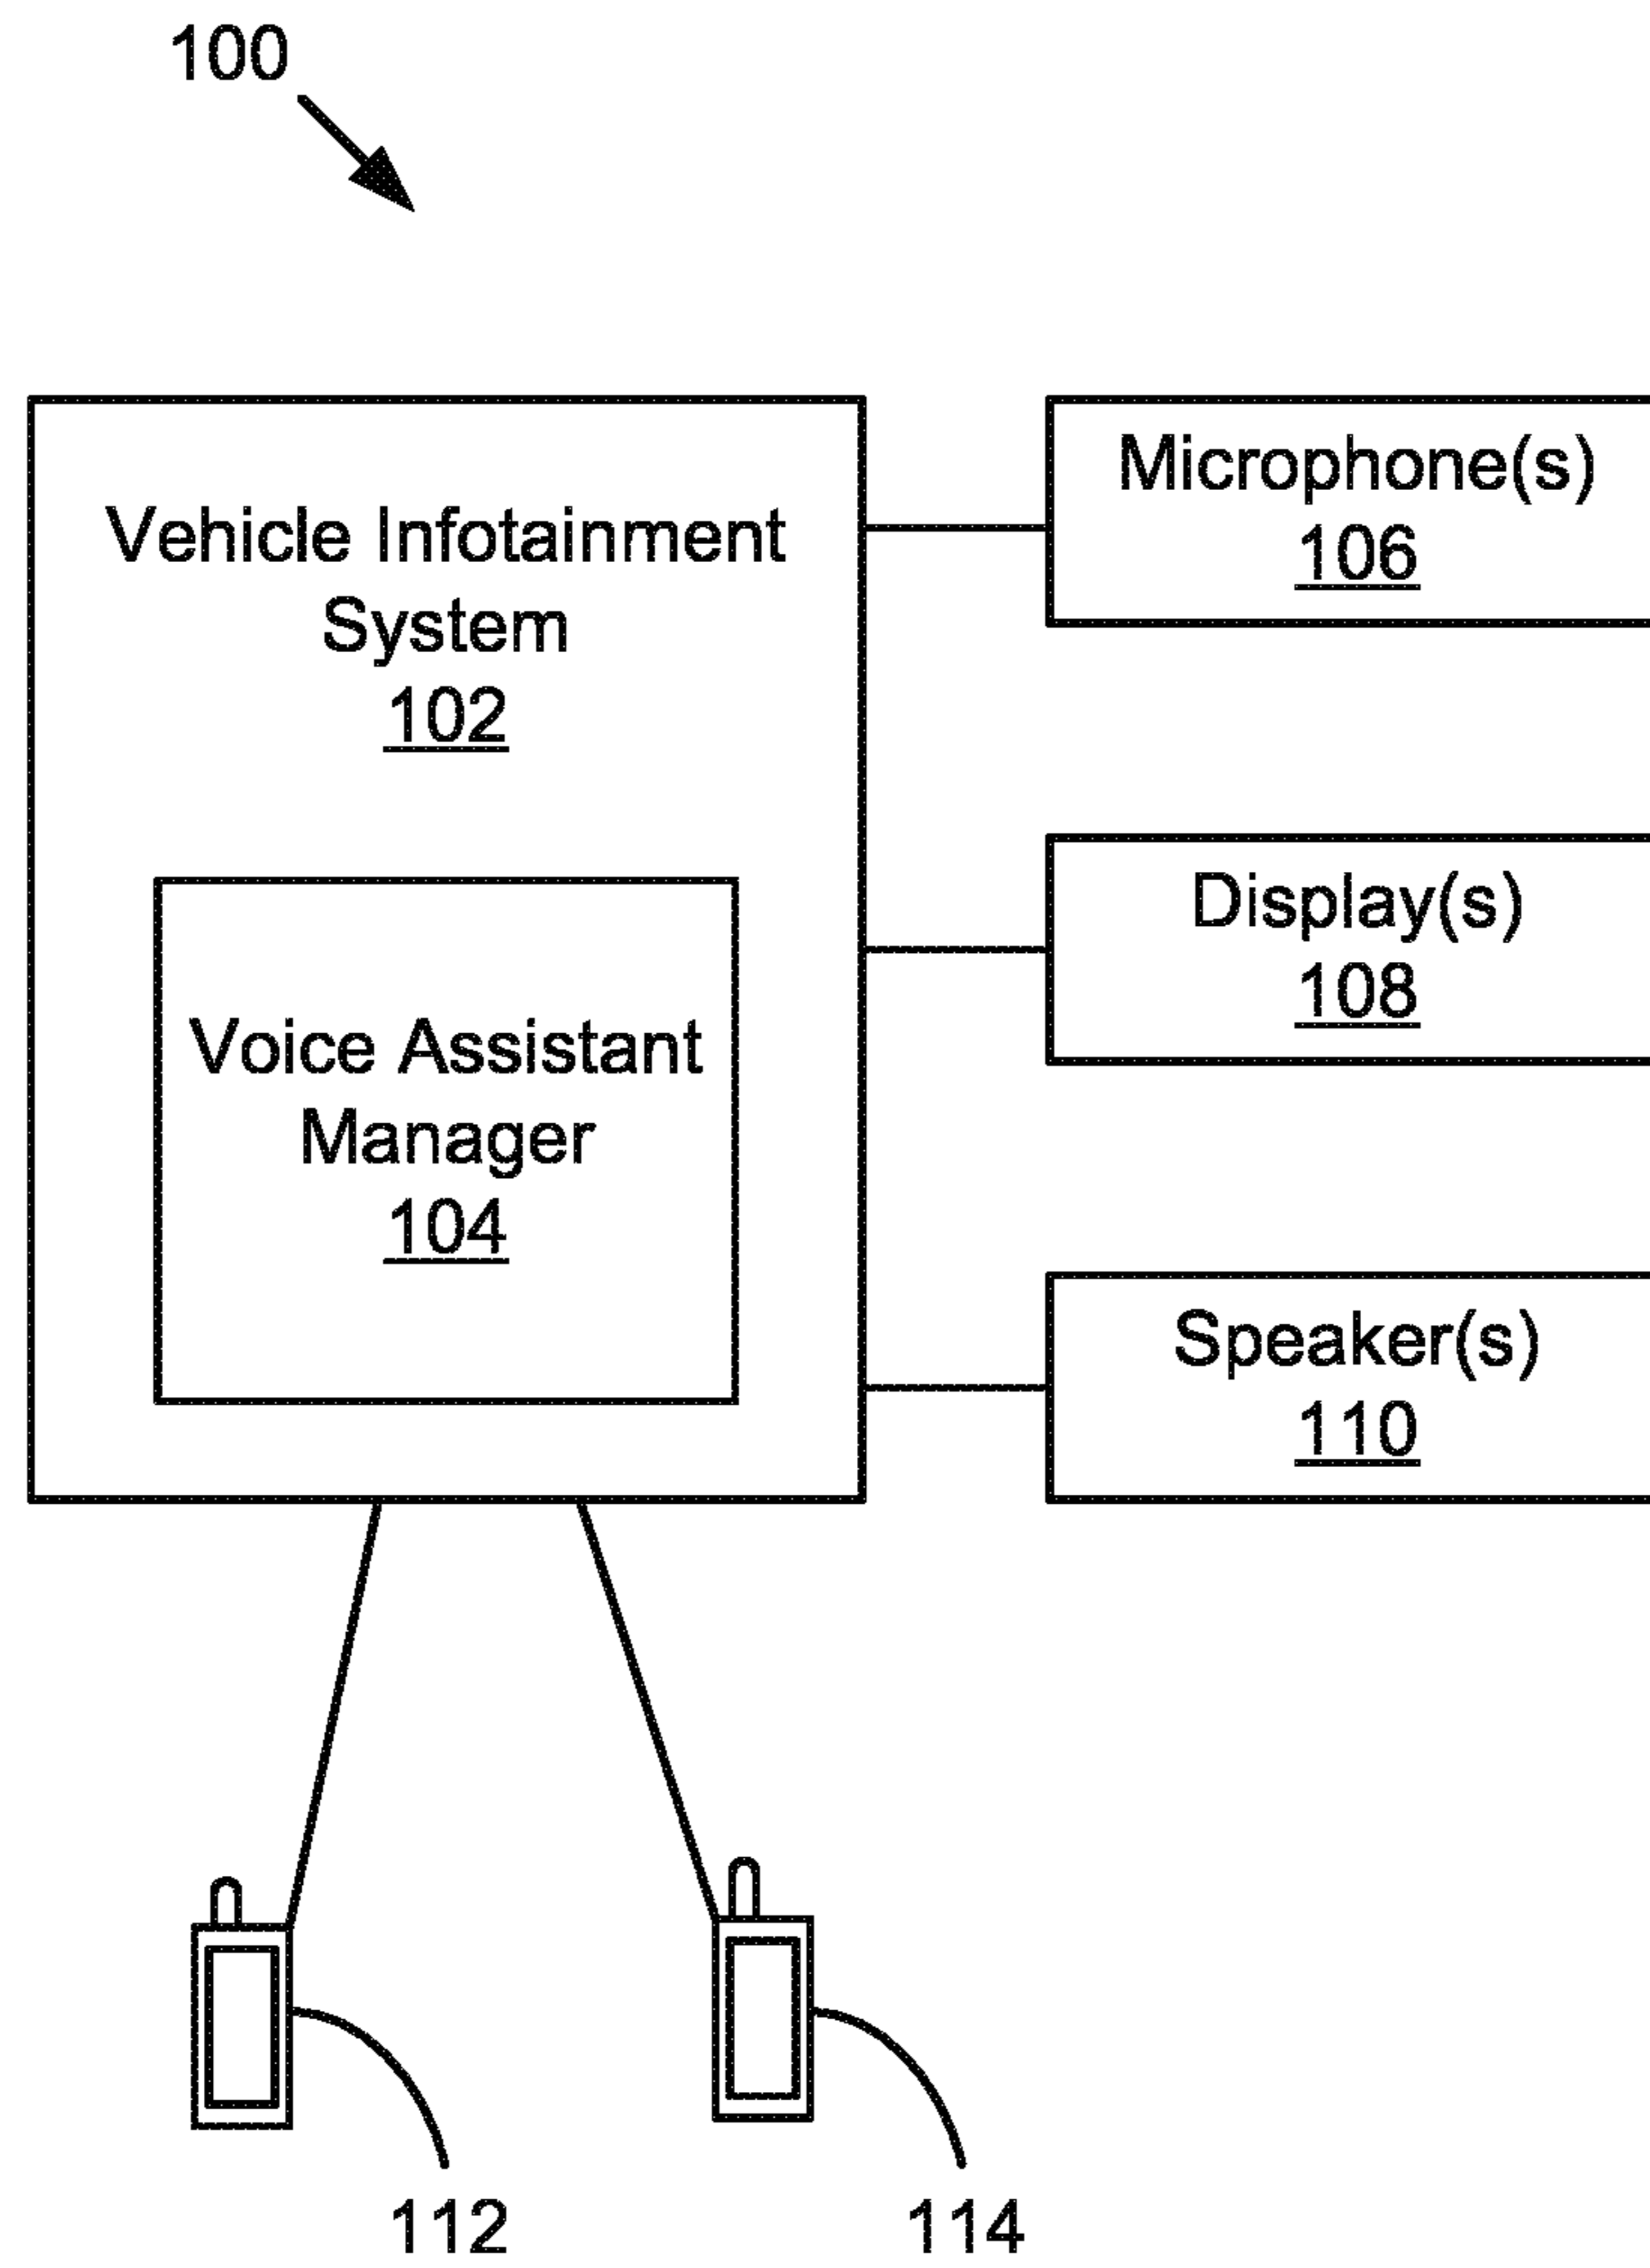 100
Vehicle Infotainment
System
102
Voice Assistant
Manager
104
Microphone(s)
106
Display(s)
108
Speaker(s)
110
112
114